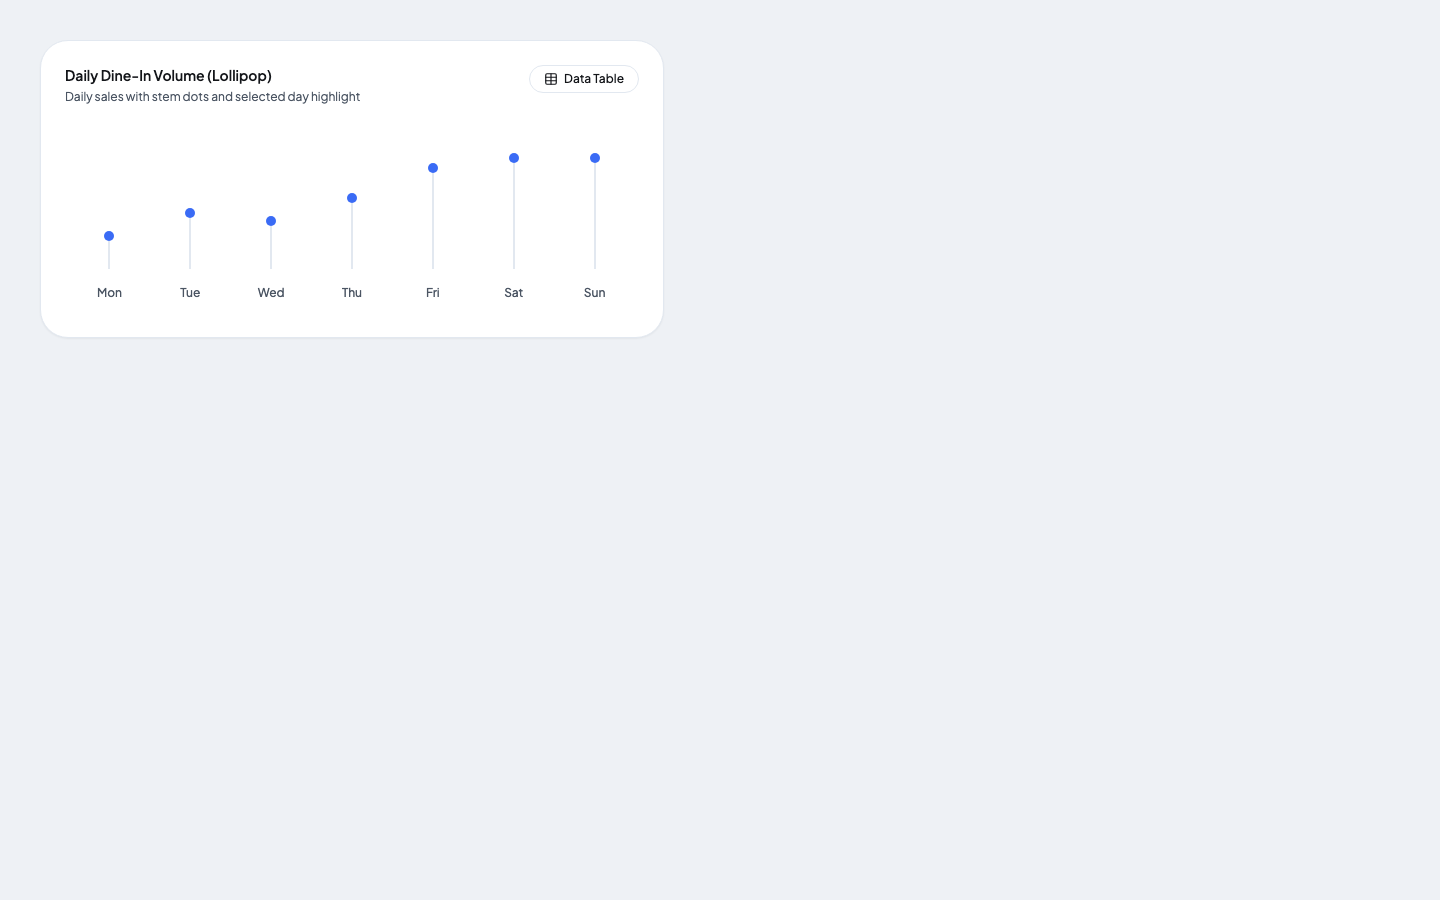 Daily Dine-In Volume (Lollipop)
Daily sales with stem dots and selected day highlight
Data Table
Mon Tue Wed Thu Fri Sat Sun